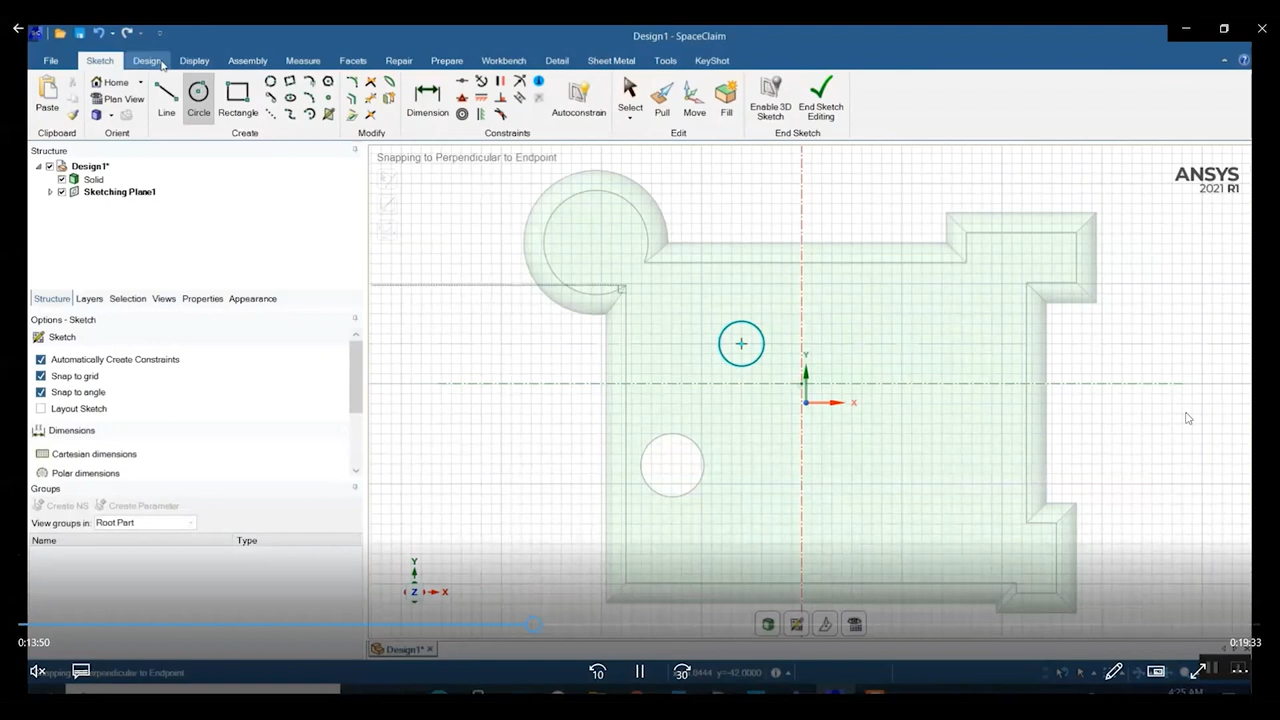 Design1 - SpaceClaim
File Sketch Design Display Assembly Measure Facets Repair Prepare Workbench Detail Sheet Metal Tools KeyShot
Paste
Home
Plan View
Line Circle Rectangle
Dimension
Autoconstrain
Select Pull Move Fill
Enable 3D Sketch
End Sketch Editing
Clipboard Orient Create Modify Constraints Edit End Sketch
Structure
Design1*
Solid
Sketching Plane1
Snapping to Perpendicular to Endpoint
ANSYS
2021 R1
Structure Layers Selection Views Properties Appearance
Options - Sketch
Sketch
Automatically Create Constraints
Snap to grid
Snap to angle
Layout Sketch
Dimensions
Cartesian dimensions
Polar dimensions
Groups
Create NS Create Parameter
View groups in: Root Part
Name Type
Y
X
Y
Z X
0:13:50
0:19:33
Design1*
10
30
y=-42.0000
4:25 AM